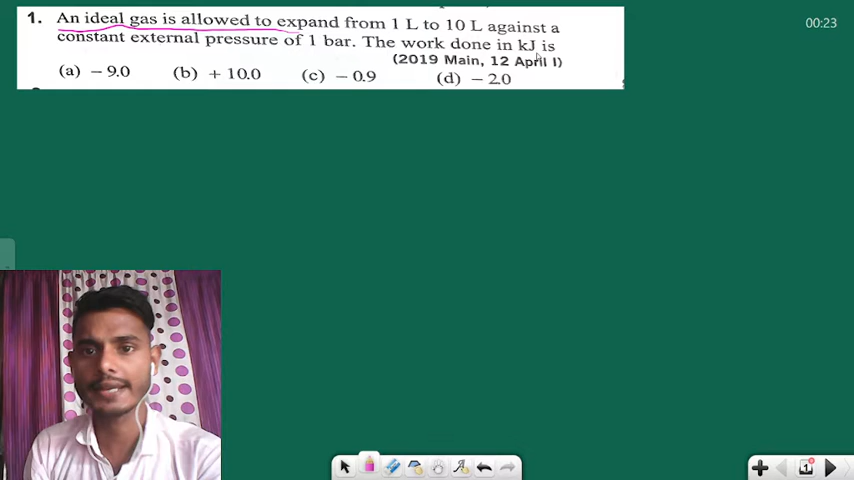 00:23
1. An ideal gas is allowed to expand from 1 L to 10 L against a
constant external pressure of 1 bar. The work done in kJ is
(2019 Main, 12 April I)
(a) – 9.0 (b) + 10.0 (c) – 0.9 (d) – 2.0
1